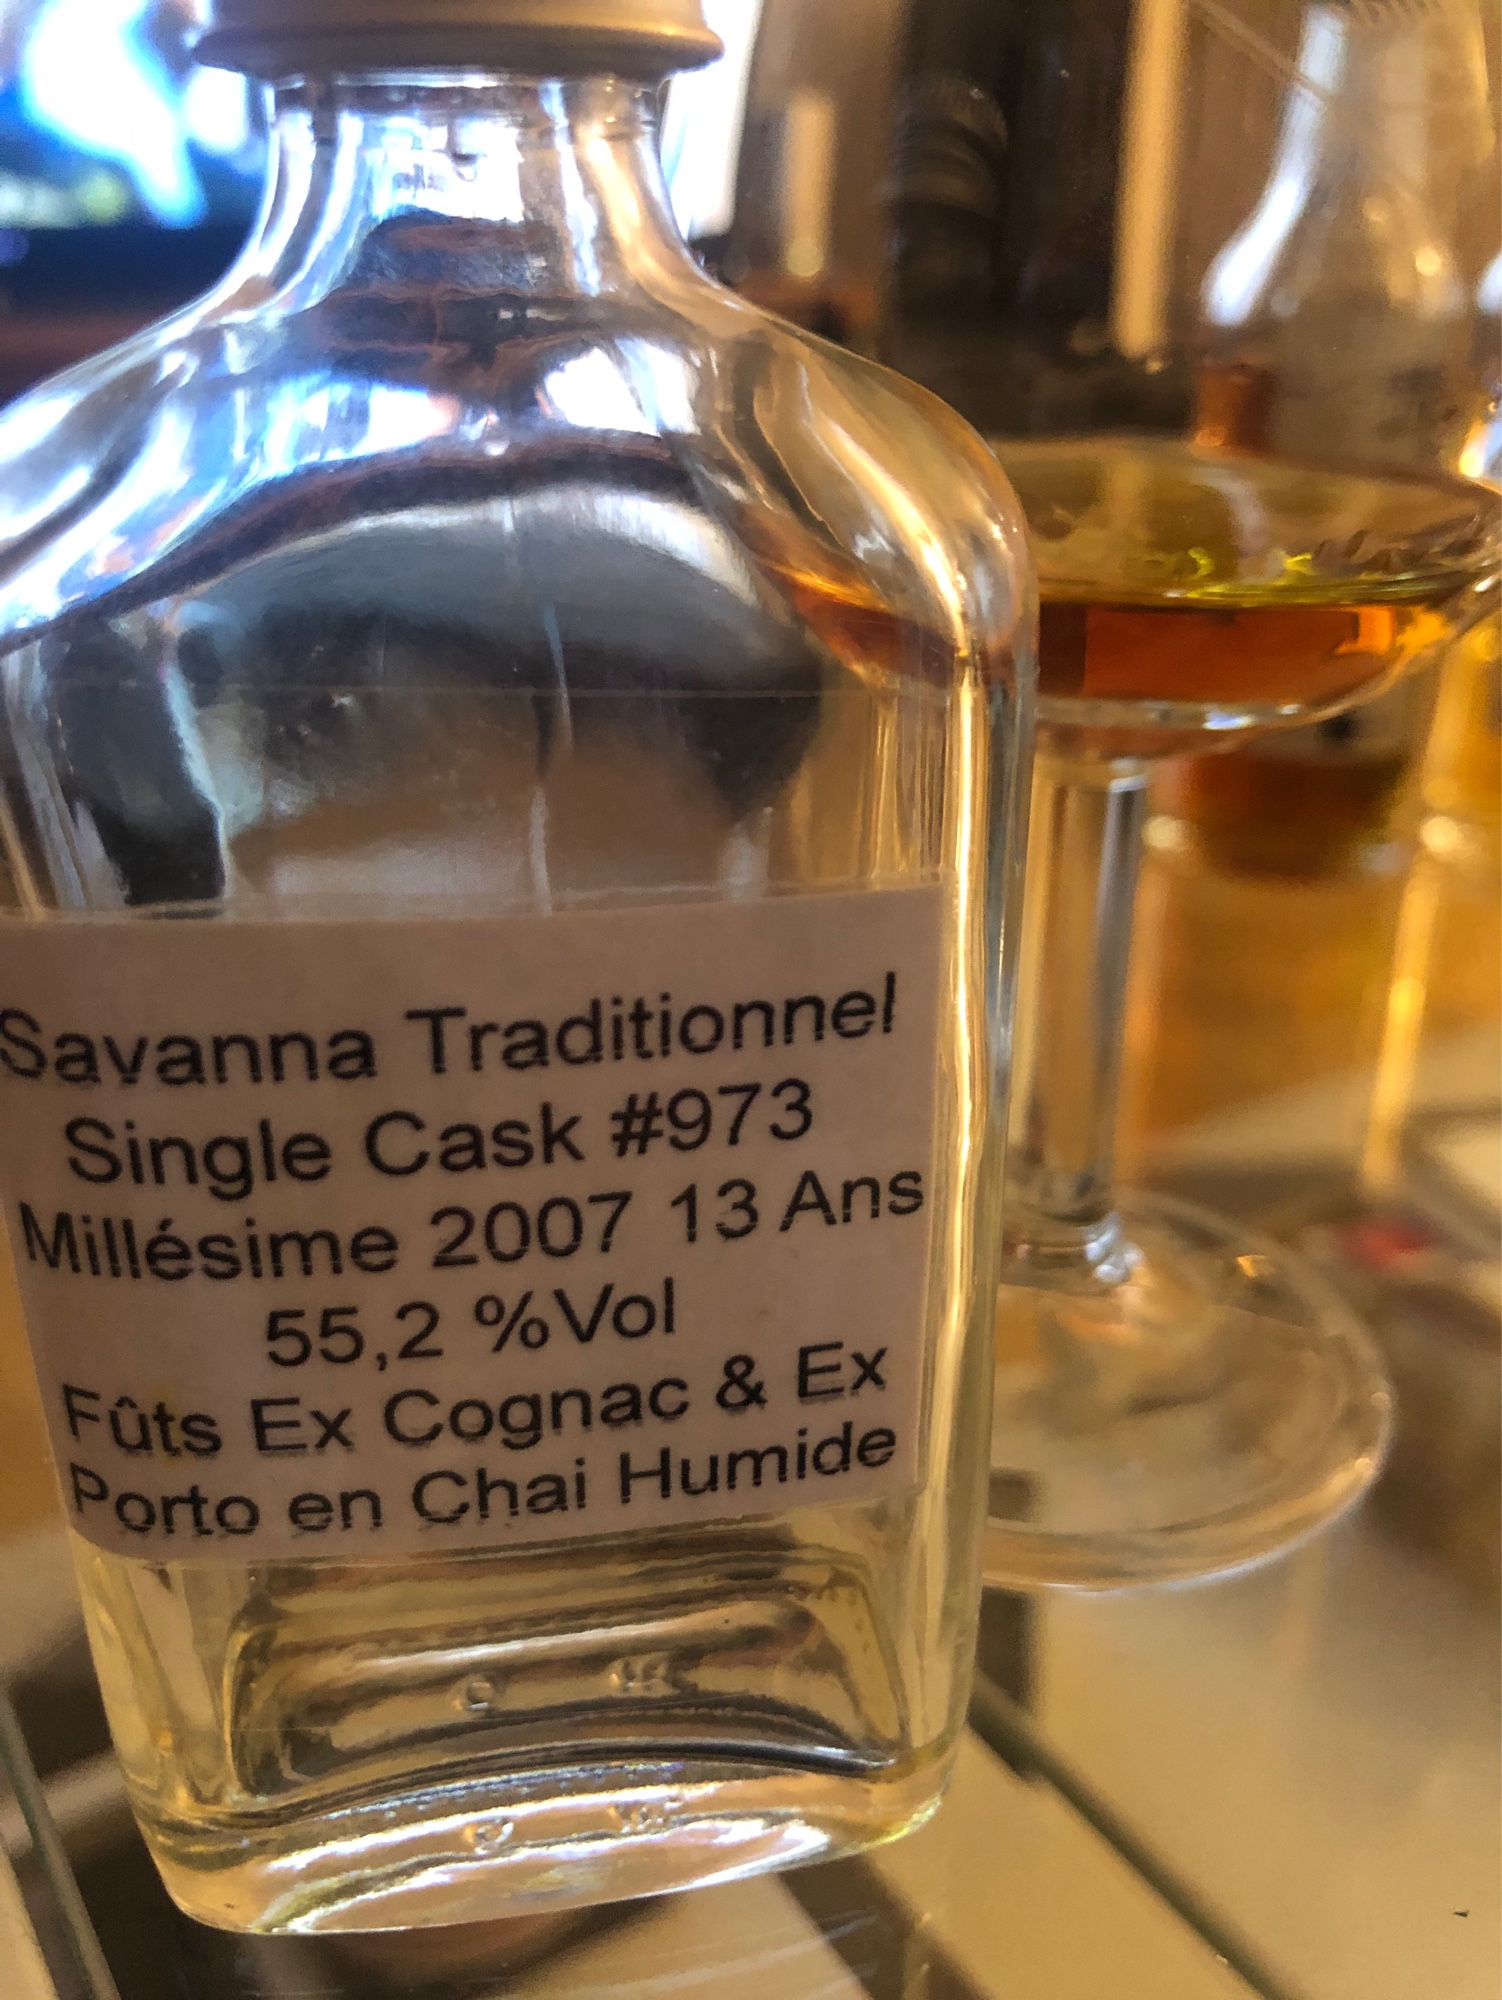 Savanna Traditionnel
Single Cask #973
Millésime 2007 13 Ans
55,2 %Vol
Fûts Ex Cognac & Ex
Porto en Chai Humide